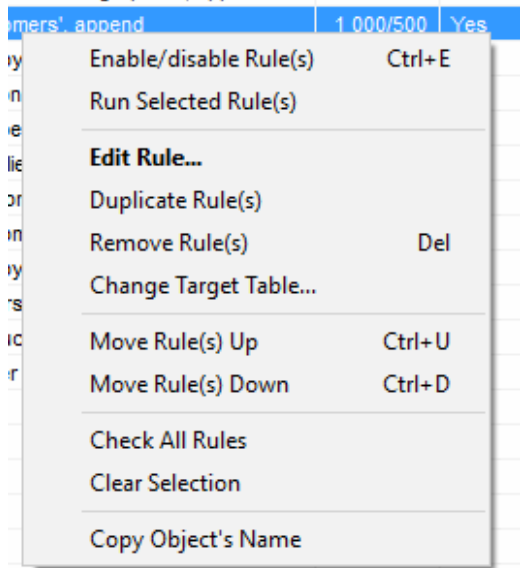 omers', append 1 000/500 Yes
Enable/disable Rule(s) Ctrl+E
Run Selected Rule(s)
Edit Rule...
Duplicate Rule(s)
Remove Rule(s) Del
Change Target Table...
Move Rule(s) Up Ctrl+U
Move Rule(s) Down Ctrl+D
Check All Rules
Clear Selection
Copy Object's Name